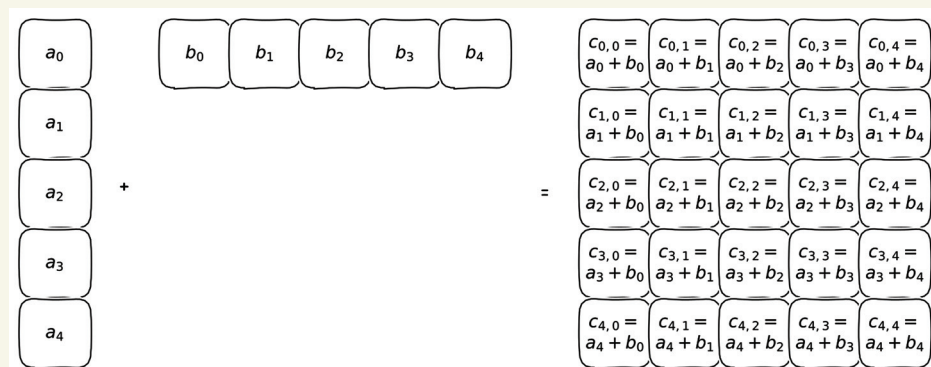 a₀ b₀ b₁ b₂ b₃ b₄ c₀,₀ = c₀,₁ = c₀,₂ = c₀,₃ = c₀,₄ =
a₀ + b₀ a₀ + b₁ a₀ + b₂ a₀ + b₃ a₀ + b₄
a₁ c₁,₀ = c₁,₁ = c₁,₂ = c₁,₃ = c₁,₄ =
a₁ + b₀ a₁ + b₁ a₁ + b₂ a₁ + b₃ a₁ + b₄
a₂ + = c₂,₀ = c₂,₁ = c₂,₂ = c₂,₃ = c₂,₄ =
a₂ + b₀ a₂ + b₁ a₂ + b₂ a₂ + b₃ a₂ + b₄
a₃ c₃,₀ = c₃,₁ = c₃,₂ = c₃,₃ = c₃,₄ =
a₃ + b₀ a₃ + b₁ a₃ + b₂ a₃ + b₃ a₃ + b₄
a₄ c₄,₀ = c₄,₁ = c₄,₂ = c₄,₃ = c₄,₄ =
a₄ + b₀ a₄ + b₁ a₄ + b₂ a₄ + b₃ a₄ + b₄